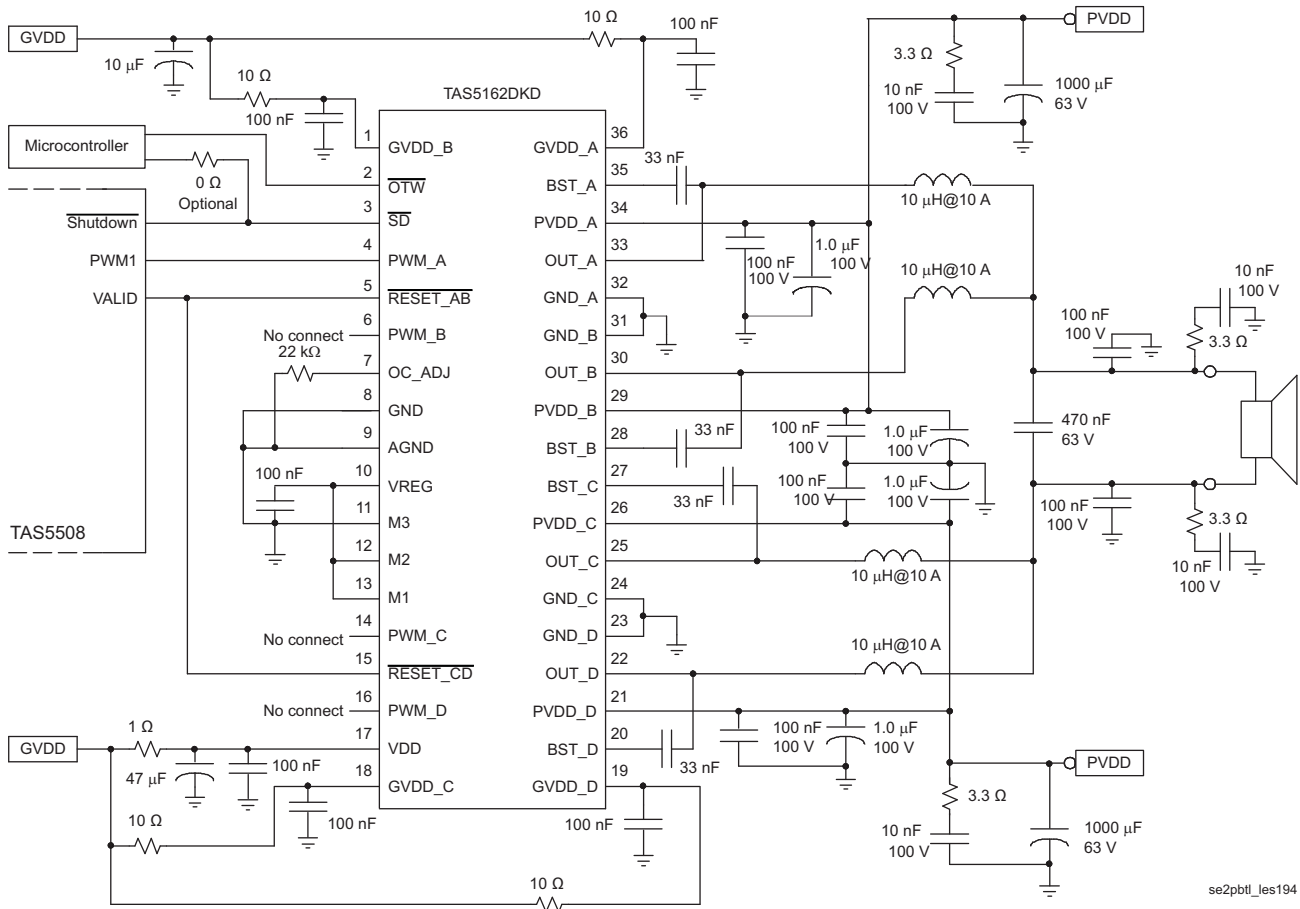 GVDD
10 µF
10 Ω
100 nF
10 Ω
100 nF
PVDD
3.3 Ω
10 nF
100 V
1000 µF
63 V
TAS5162DKD
Microcontroller
0 Ω
Optional
Shutdown
PWM1
VALID
TAS5508
1
GVDD_B
2
OTW
3
SD
4
PWM_A
5
RESET_AB
6
No connect
PWM_B
22 kΩ
7
OC_ADJ
8
GND
9
AGND
100 nF
10
VREG
11
M3
12
M2
13
M1
14
No connect
PWM_C
15
RESET_CD
16
No connect
PWM_D
17
VDD
18
GVDD_C
36
GVDD_A
35
BST_A
34
PVDD_A
33
OUT_A
32
GND_A
31
GND_B
30
OUT_B
29
PVDD_B
28
BST_B
27
BST_C
26
PVDD_C
25
OUT_C
24
GND_C
23
GND_D
22
OUT_D
21
PVDD_D
20
BST_D
19
GVDD_D
33 nF
10 µH@10 A
100 nF
100 V
1.0 µF
100 V
10 µH@10 A
33 nF
100 nF
100 V
1.0 µF
100 V
100 nF
100 V
1.0 µF
100 V
33 nF
10 µH@10 A
10 µH@10 A
100 nF
100 V
1.0 µF
100 V
33 nF
100 nF
100 V
10 nF
100 V
3.3 Ω
470 nF
63 V
100 nF
100 V
3.3 Ω
10 nF
100 V
GVDD
1 Ω
47 µF
100 nF
10 Ω
100 nF
100 nF
10 Ω
PVDD
3.3 Ω
10 nF
100 V
1000 µF
63 V
se2pbtl_les194